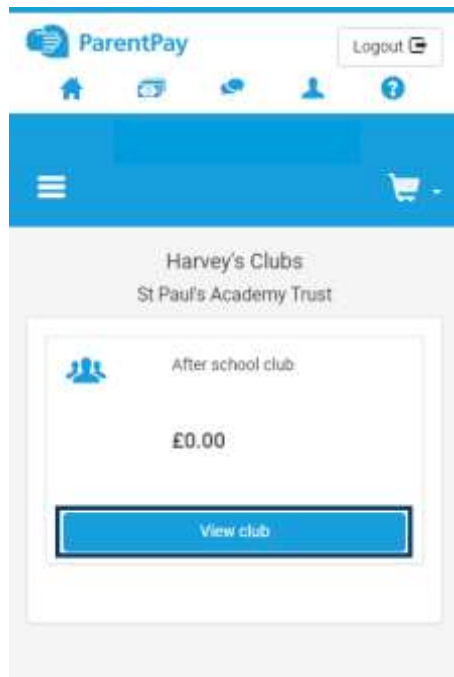 ParentPay
Logout
Harvey's Clubs
St Paul's Academy Trust
After school club
£0.00
View club